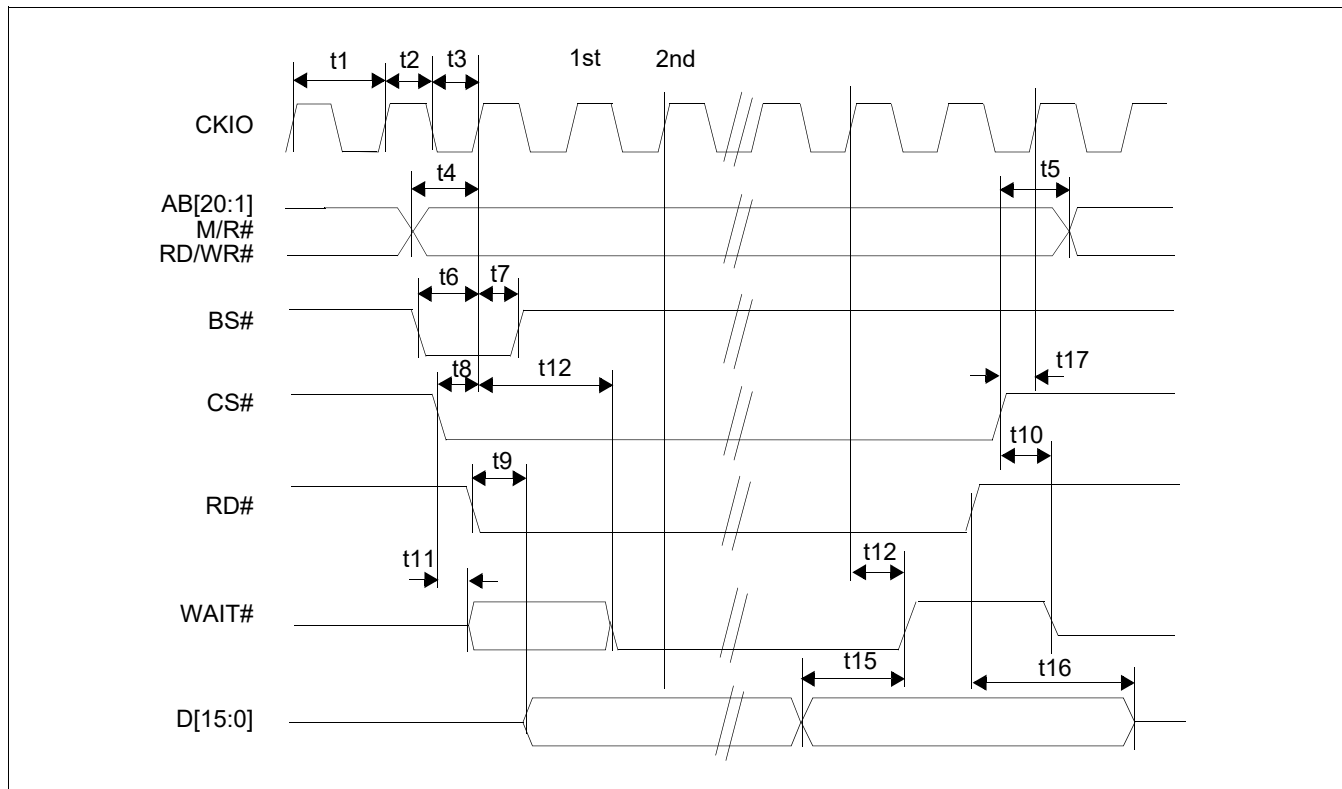 t1 t2 t3 1st 2nd
CKIO
t4 t5
AB[20:1]
M/R#
RD/WR#
t6 t7
BS#
t8 t12 t17
CS#
t9 t10
RD#
t11 t12
WAIT#
t15 t16
D[15:0]